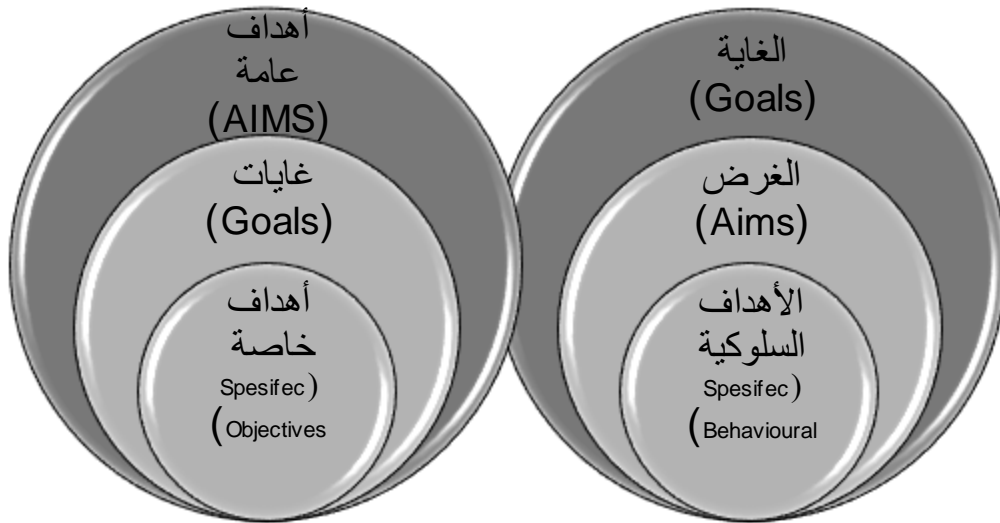 أهداف
عامة
(AIMS)
غايات
(Goals)
أهداف
خاصة
Spesifec)
(Objectives
الغاية
(Goals)
الغرض
(Aims)
الأهداف
السلوكية
Spesifec)
(Behavioural